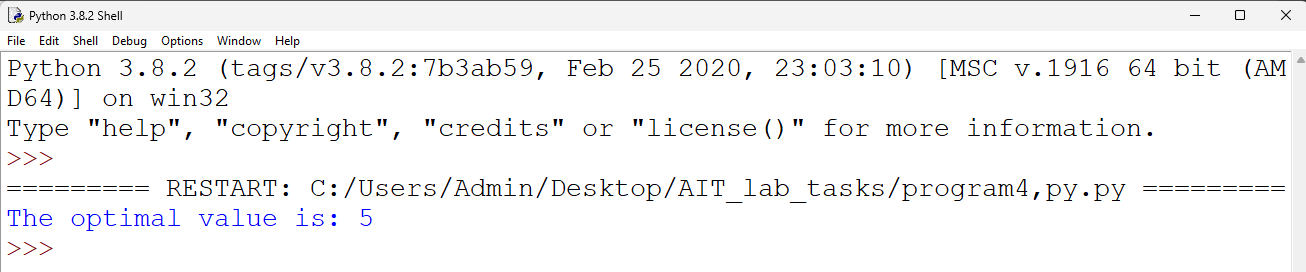 Python 3.8.2 Shell
File Edit Shell Debug Options Window Help
Python 3.8.2 (tags/v3.8.2:7b3ab59, Feb 25 2020, 23:03:10) [MSC v.1916 64 bit (AM
D64)] on win32
Type "help", "copyright", "credits" or "license()" for more information.
>>>
========= RESTART: C:/Users/Admin/Desktop/AIT_lab_tasks/program4,py.py =========
The optimal value is: 5
>>>